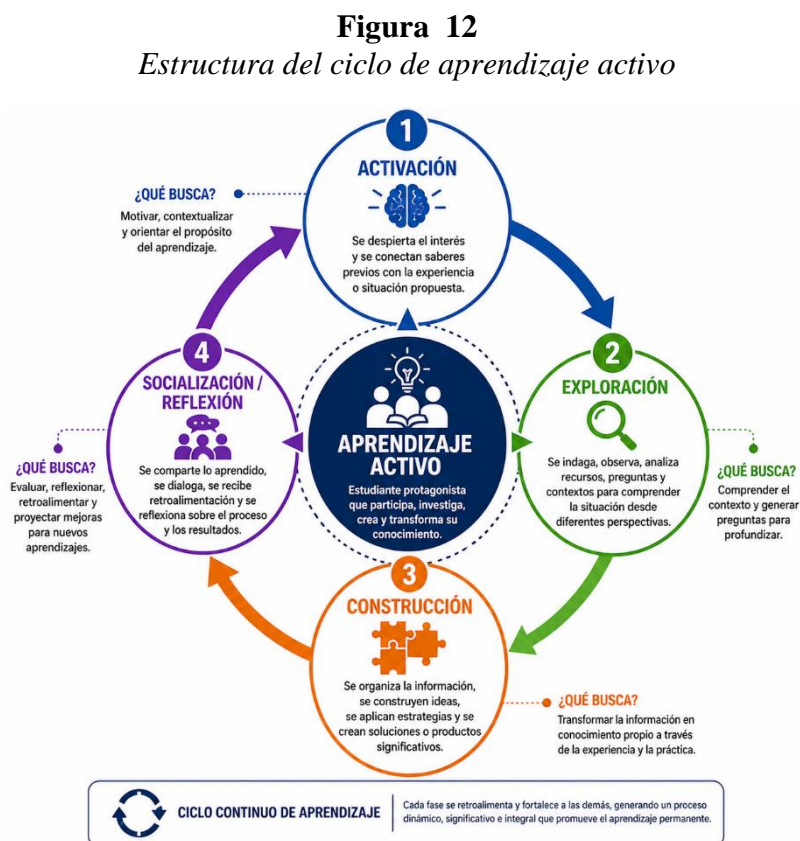 Figura 12
Estructura del ciclo de aprendizaje activo
1
ACTIVACIÓN
Se despierta el interés
y se conectan saberes
previos con la experiencia
o situación propuesta.
¿QUÉ BUSCA?
Motivar, contextualizar
y orientar el propósito
del aprendizaje.
2
EXPLORACIÓN
Se indaga, observa, analiza
recursos, preguntas y
contextos para comprender
la situación desde
diferentes perspectivas.
¿QUÉ BUSCA?
Comprender el
contexto y generar
preguntas para
profundizar.
APRENDIZAJE
ACTIVO
Estudiante protagonista
que participa, investiga,
crea y transforma su
conocimiento.
3
CONSTRUCCIÓN
Se organiza la información,
se construyen ideas,
se aplican estrategias y se
crean soluciones o productos
significativos.
¿QUÉ BUSCA?
Transformar la información en
conocimiento propio a través
de la experiencia y la práctica.
4
SOCIALIZACIÓN /
REFLEXIÓN
Se comparte lo aprendido,
se dialoga, se recibe
retroalimentación y se
reflexiona sobre el proceso
y los resultados.
¿QUÉ BUSCA?
Evaluar, reflexionar,
retroalimentar y
proyectar mejoras
para nuevos
aprendizajes.
CICLO CONTINUO DE APRENDIZAJE
Cada fase se retroalimenta y fortalece a las demás, generando un proceso
dinámico, significativo e integral que promueve el aprendizaje permanente.